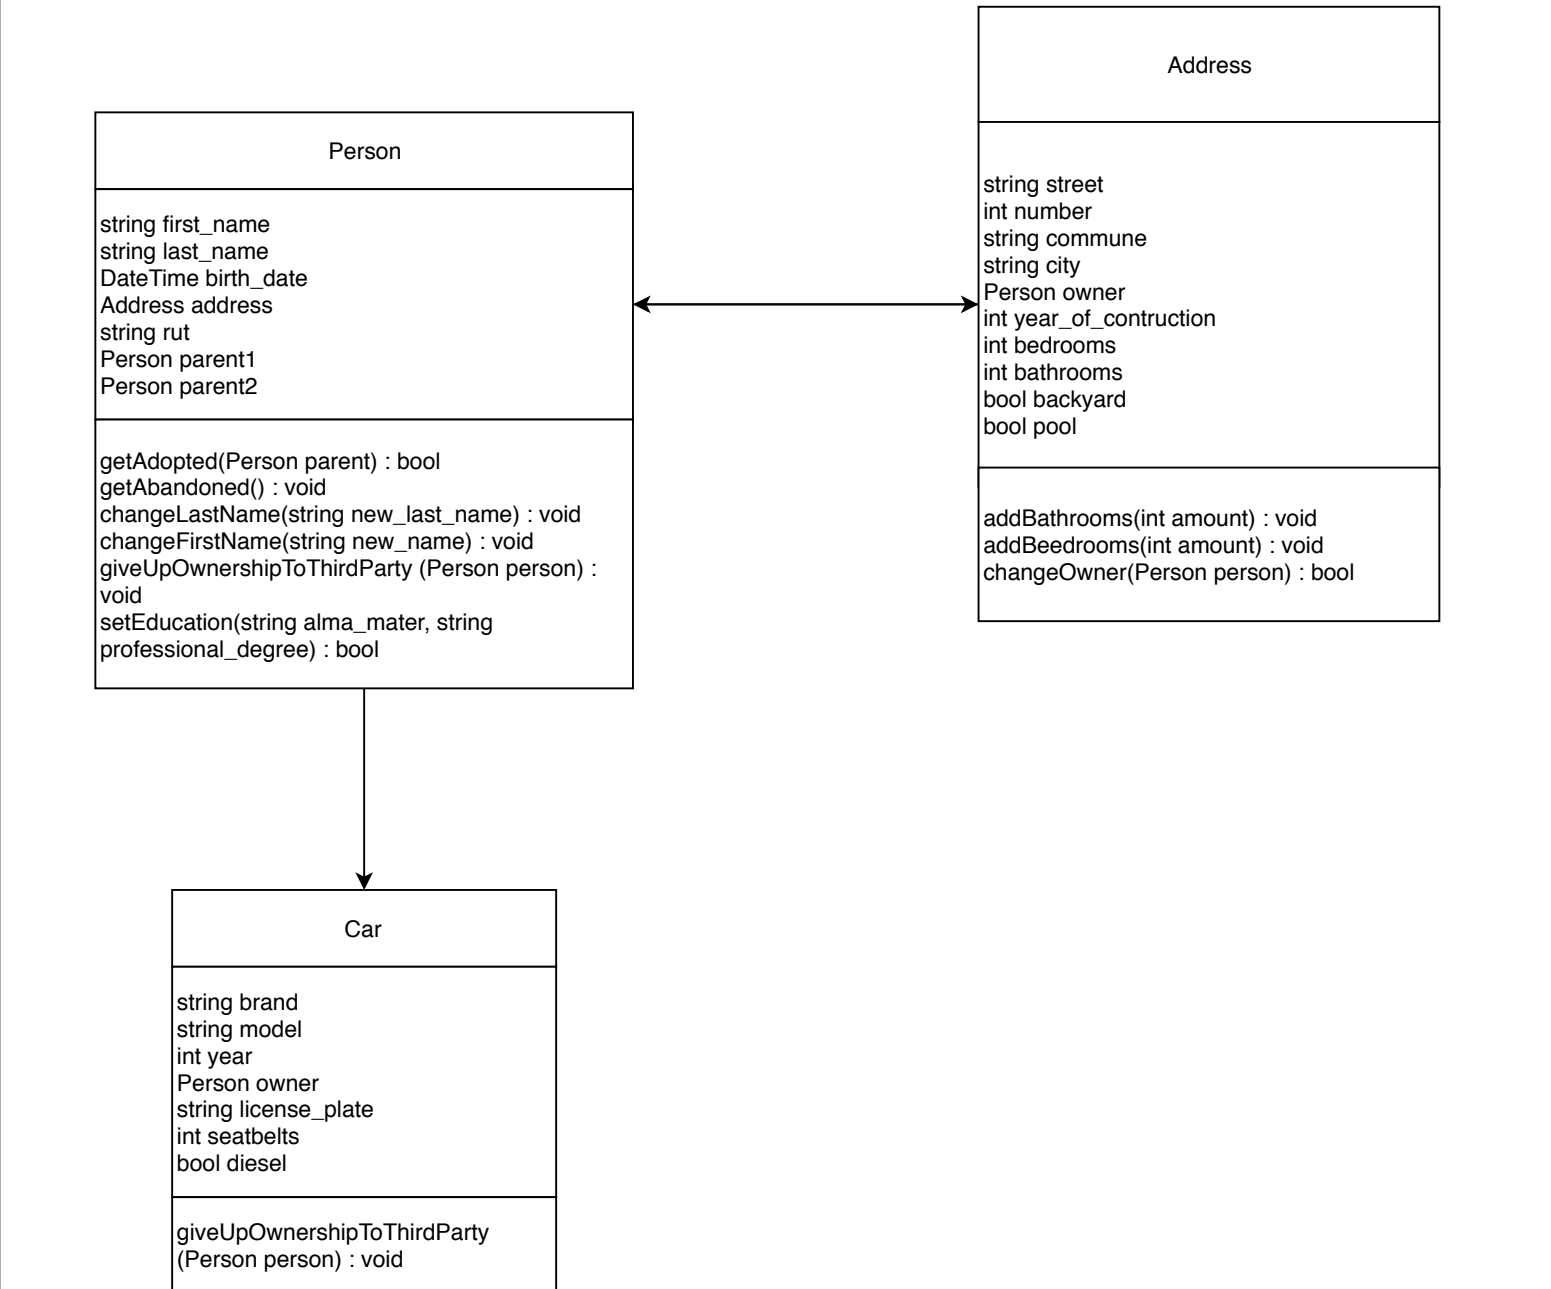 Person
string first_name
string last_name
DateTime birth_date
Address address
string rut
Person parent1
Person parent2
getAdopted(Person parent) : bool
getAbandoned() : void
changeLastName(string new_last_name) : void
changeFirstName(string new_name) : void
giveUpOwnershipToThirdParty (Person person) :
void
setEducation(string alma_mater, string
professional_degree) : bool
Address
string street
int number
string commune
string city
Person owner
int year_of_contruction
int bedrooms
int bathrooms
bool backyard
bool pool
addBathrooms(int amount) : void
addBeedrooms(int amount) : void
changeOwner(Person person) : bool
Car
string brand
string model
int year
Person owner
string license_plate
int seatbelts
bool diesel
giveUpOwnershipToThirdParty
(Person person) : void